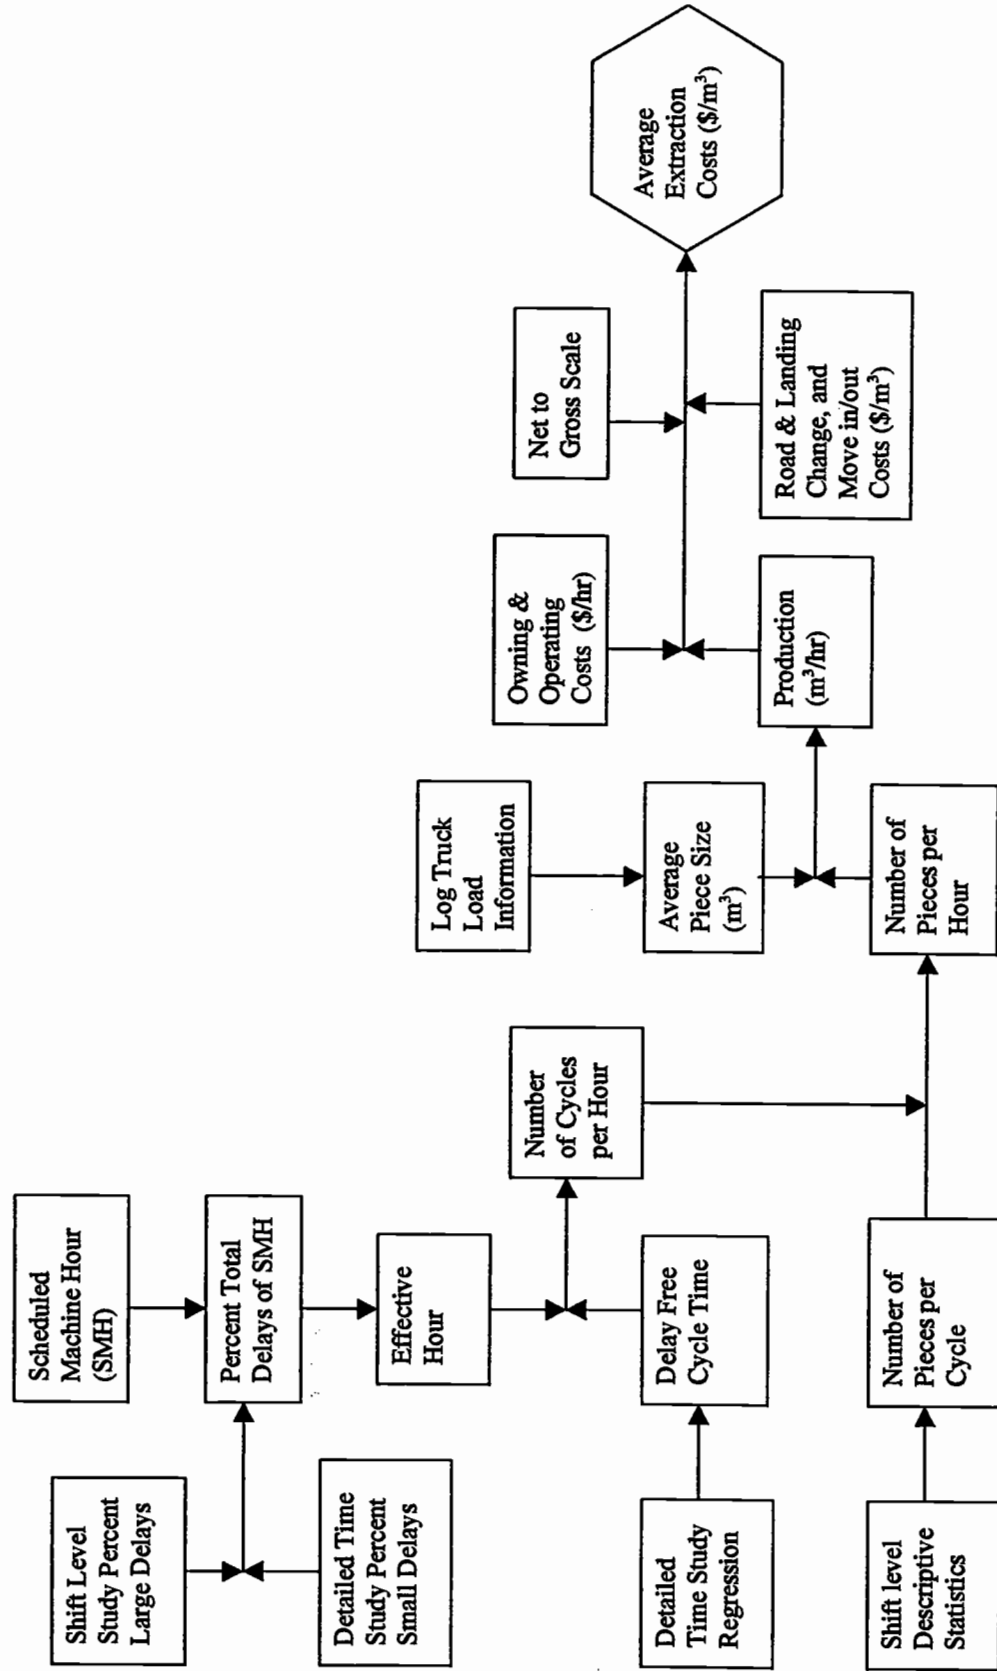 Scheduled
Machine Hour
(SMH)
Shift Level
Study Percent
Large Delays
Percent Total
Delays of SMH
Detailed Time
Study Percent
Small Delays
Effective
Hour
Number
of Cycles
per Hour
Detailed
Time Study
Regression
Delay Free
Cycle Time
Shift level
Descriptive
Statistics
Number of
Pieces per
Cycle
Log Truck
Load
Information
Average
Piece Size
(m³)
Number of
Pieces per
Hour
Owning &
Operating
Costs ($/hr)
Production
(m³/hr)
Net to
Gross Scale
Road & Landing
Change, and
Move in/out
Costs ($/m³)
Average
Extraction
Costs ($/m³)